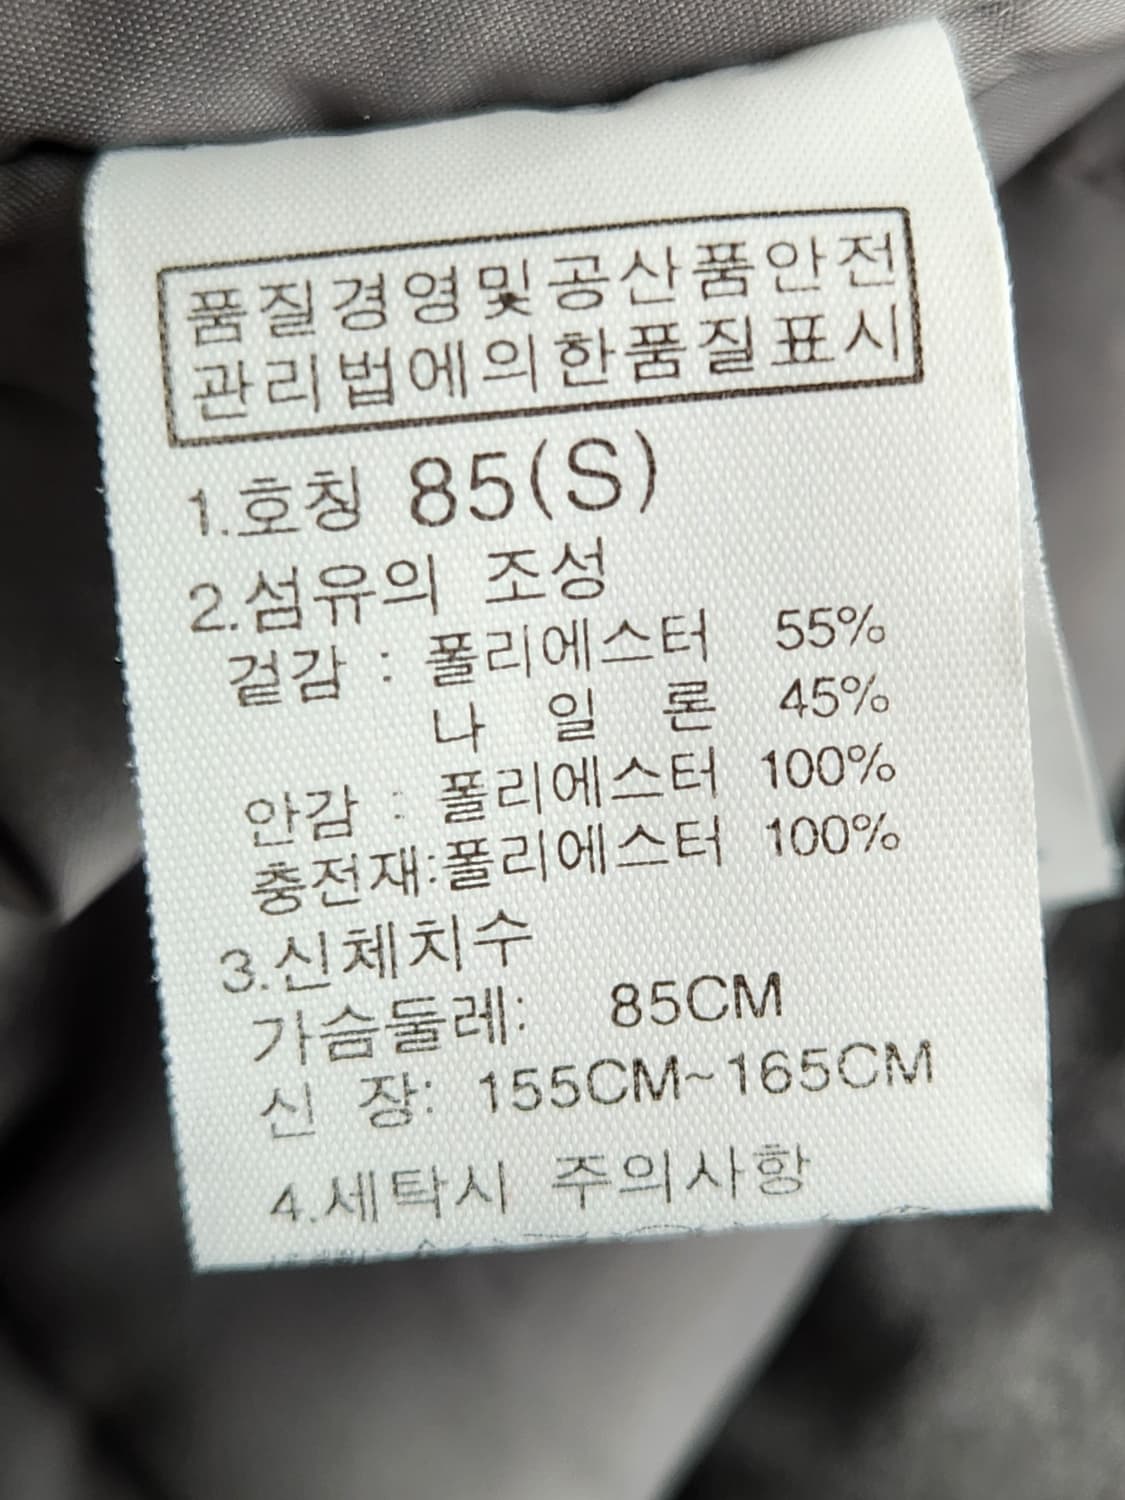 품질경영및공산품안전
관리법에의한품질표시
1.호칭 85(S)
2.섬유의 조성
겉감 : 폴리에스터 55%
나 일 론 45%
안감 : 폴리에스터 100%
충전재:폴리에스터 100%
3.신체치수
가슴둘레: 85CM
신 장: 155CM~165CM
4.세탁시 주의사항